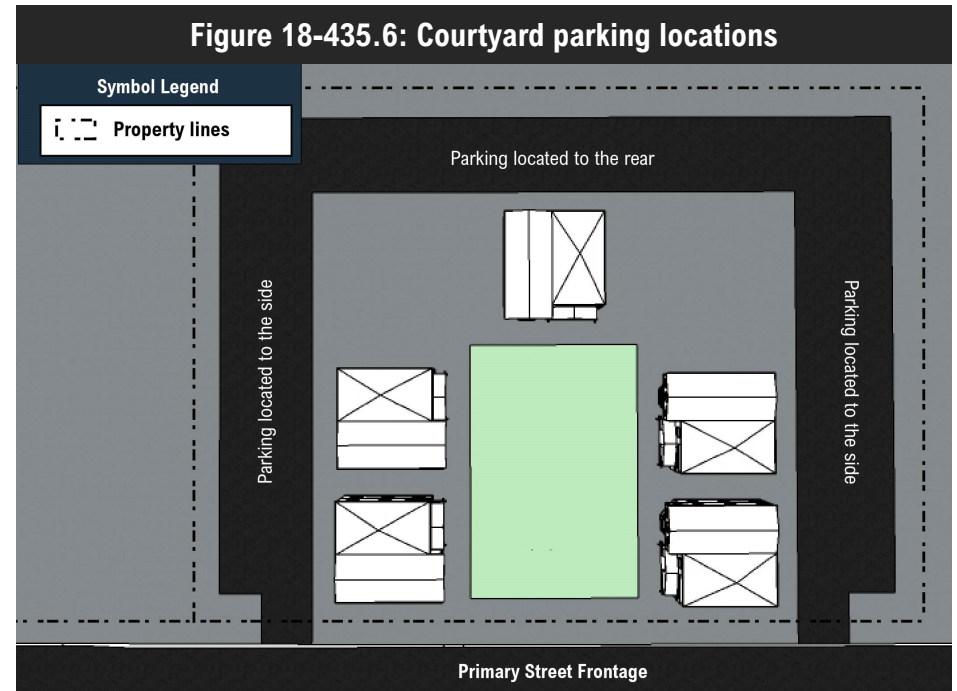 Figure 18-435.6: Courtyard parking locations
Symbol Legend
Property lines
Parking located to the rear
Parking located to the side
Parking located to the side
Primary Street Frontage